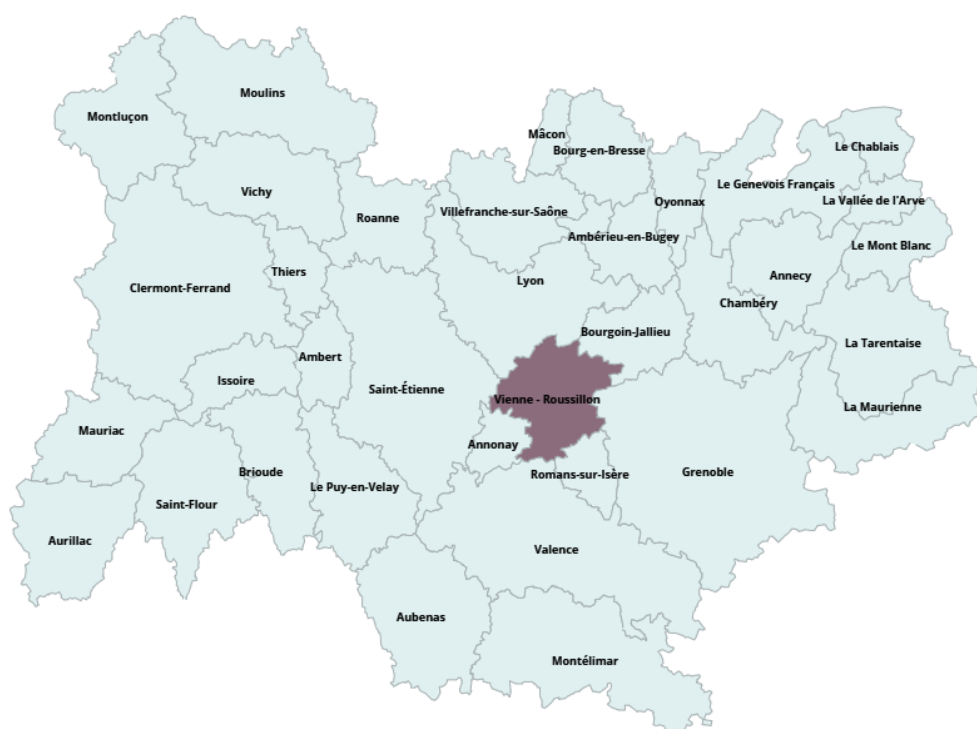 Moulins
Montluçon
Mâcon
Bourg-en-Bresse
Le Chablais
Le Genevois Français
Vichy
La Vallée de l'Arve
Oyonnax
Villefranche-sur-Saône
Roanne
Ambérieu-en-Bugey
Le Mont Blanc
Thiers
Annecy
Lyon
Clermont-Ferrand
Chambéry
Bourgoin-Jallieu
La Tarentaise
Ambert
Issoire
Saint-Étienne
Vienne - Roussillon
La Maurienne
Mauriac
Annonay
Brioude
Grenoble
Romans-sur-Isère
Le Puy-en-Velay
Saint-Flour
Aurillac
Valence
Aubenas
Montélimar